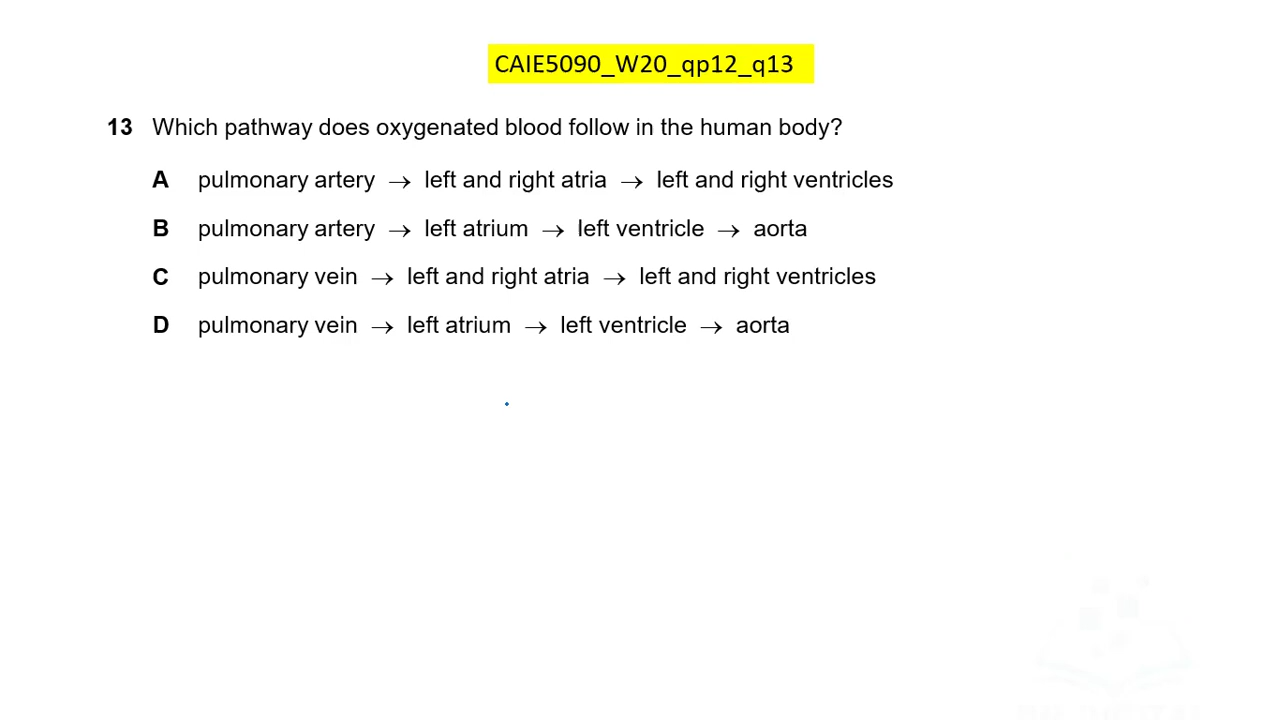 CAIE5090_W20_qp12_q13
13 Which pathway does oxygenated blood follow in the human body?
A pulmonary artery → left and right atria → left and right ventricles
B pulmonary artery → left atrium → left ventricle → aorta
C pulmonary vein → left and right atria → left and right ventricles
D pulmonary vein → left atrium → left ventricle → aorta